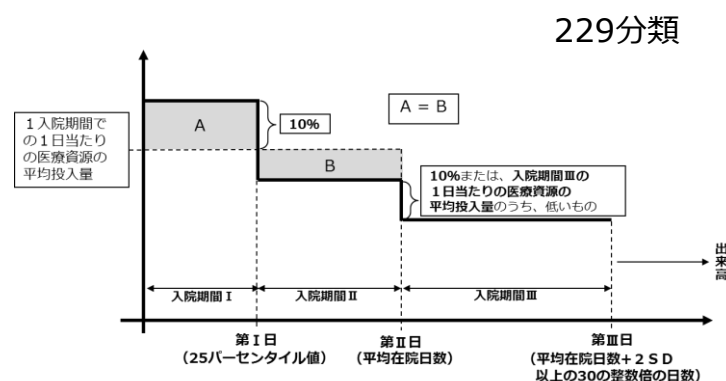 229分類
A
10%
A = B
１入院期間で
の１日当たり
の医療資源の
平均投入量
B
10%または、入院期間Ⅲの
１日当たりの医療資源の
平均投入量のうち、低いもの
出
来
高
入院期間Ⅰ
入院期間Ⅱ
入院期間Ⅲ
第Ⅰ日
(25パーセンタイル値)
第Ⅱ日
(平均在院日数)
第Ⅲ日
(平均在院日数+２ＳＤ
以上の30の整数倍の日数)